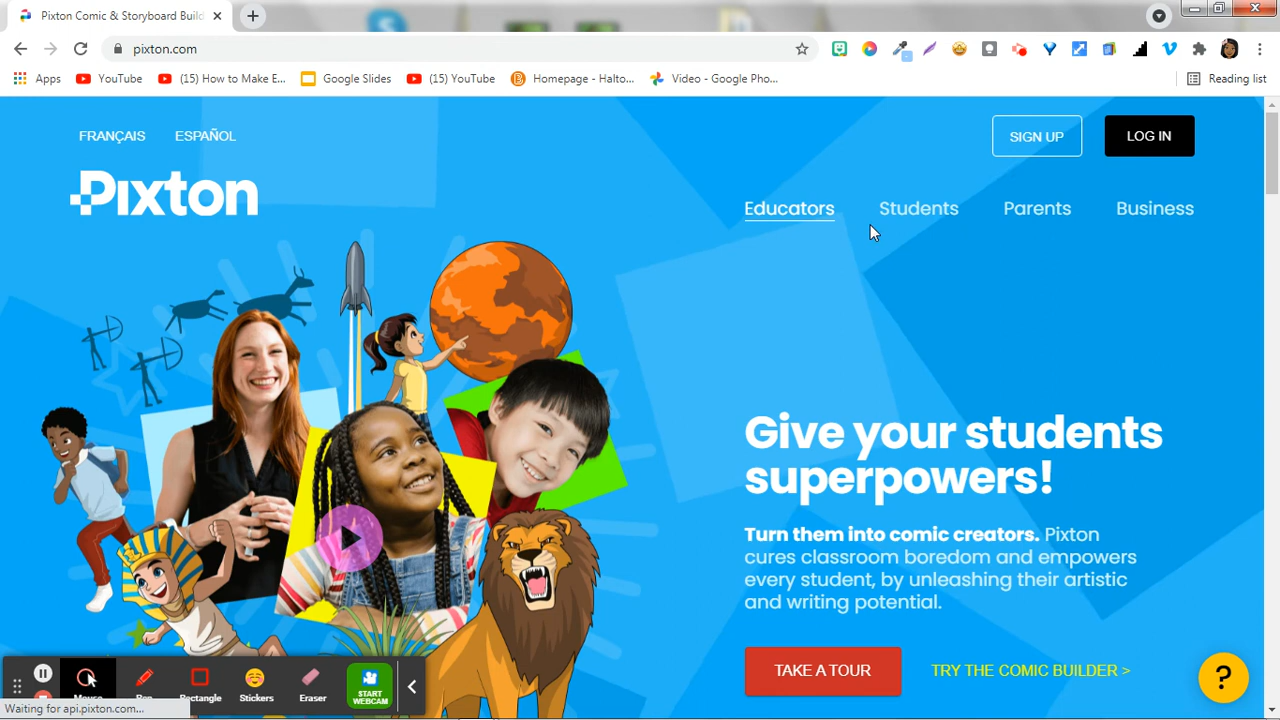 Pixton Comic & Storyboard Build
pixton.com
Apps
YouTube
(15) How to Make E...
Google Slides
(15) YouTube
Homepage - Halto...
Video - Google Pho...
Reading list
FRANÇAIS
ESPAÑOL
SIGN UP
LOG IN
Pixton
Educators
Students
Parents
Business
Give your students
superpowers!
Turn them into comic creators. Pixton
cures classroom boredom and empowers
every student, by unleashing their artistic
and writing potential.
TAKE A TOUR
TRY THE COMIC BUILDER >
?
Mouse
Pen
Rectangle
Stickers
Eraser
START
WEBCAM
Waiting for api.pixton.com...